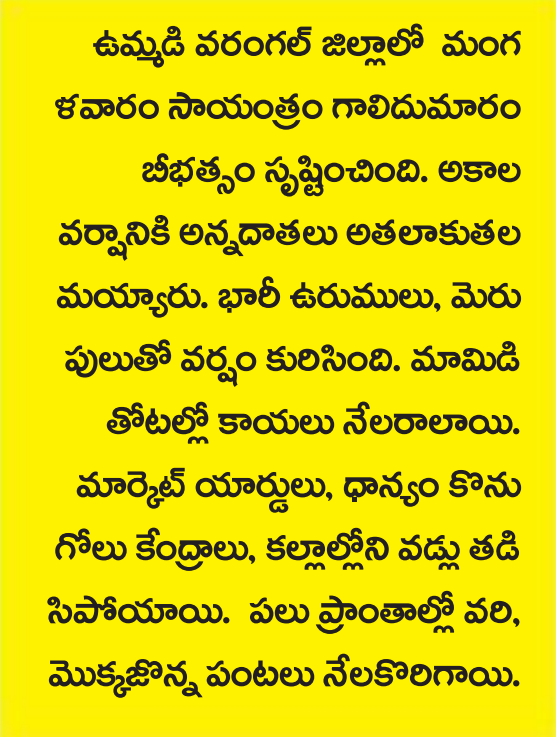 ఉమ్మడి వరంగల్ జిల్లాలో మంగ
ళవారం సాయంత్రం గాలిదుమారం
బీభత్సం సృష్టించింది. అకాల
వర్షానికి అన్నదాతలు అతలాకుతల
మయ్యారు. భారీ ఉరుములు, మెరు
పులుతో వర్షం కురిసింది. మామిడి
తోటల్లో కాయలు నేలరాలాయి.
మార్కెట్ యార్డులు, ధాన్యం కొను
గోలు కేంద్రాలు, కల్లాల్లోని వడ్లు తడి
సిపోయాయి. పలు ప్రాంతాల్లో వరి,
మొక్కజొన్న పంటలు నేలకొరిగాయి.